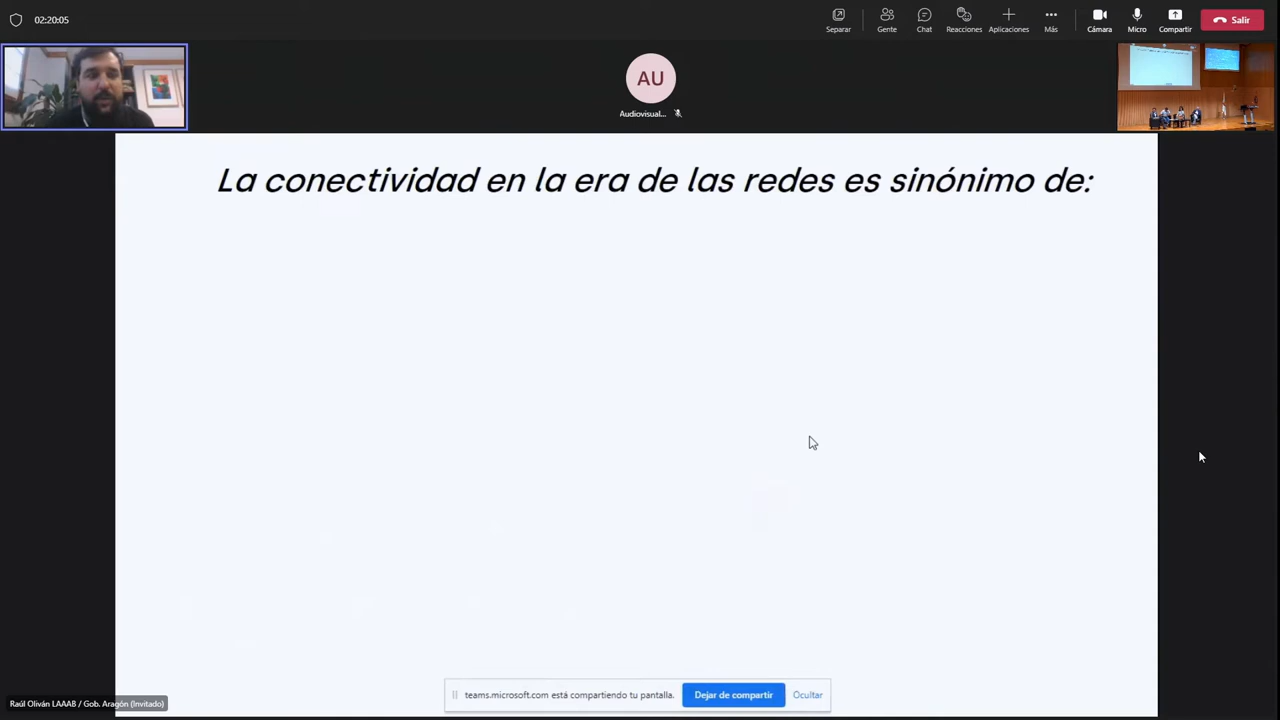 02:20:05
Separar
Gente
Chat
Reacciones
Aplicaciones
Más
Cámara
Micro
Compartir
Salir
AU
Audiovisual...
La conectividad en la era de las redes es sinónimo de:
teams.microsoft.com está compartiendo tu pantalla.
Dejar de compartir
Ocultar
Raúl Oliván LAAAB / Gob. Aragón (Invitado)